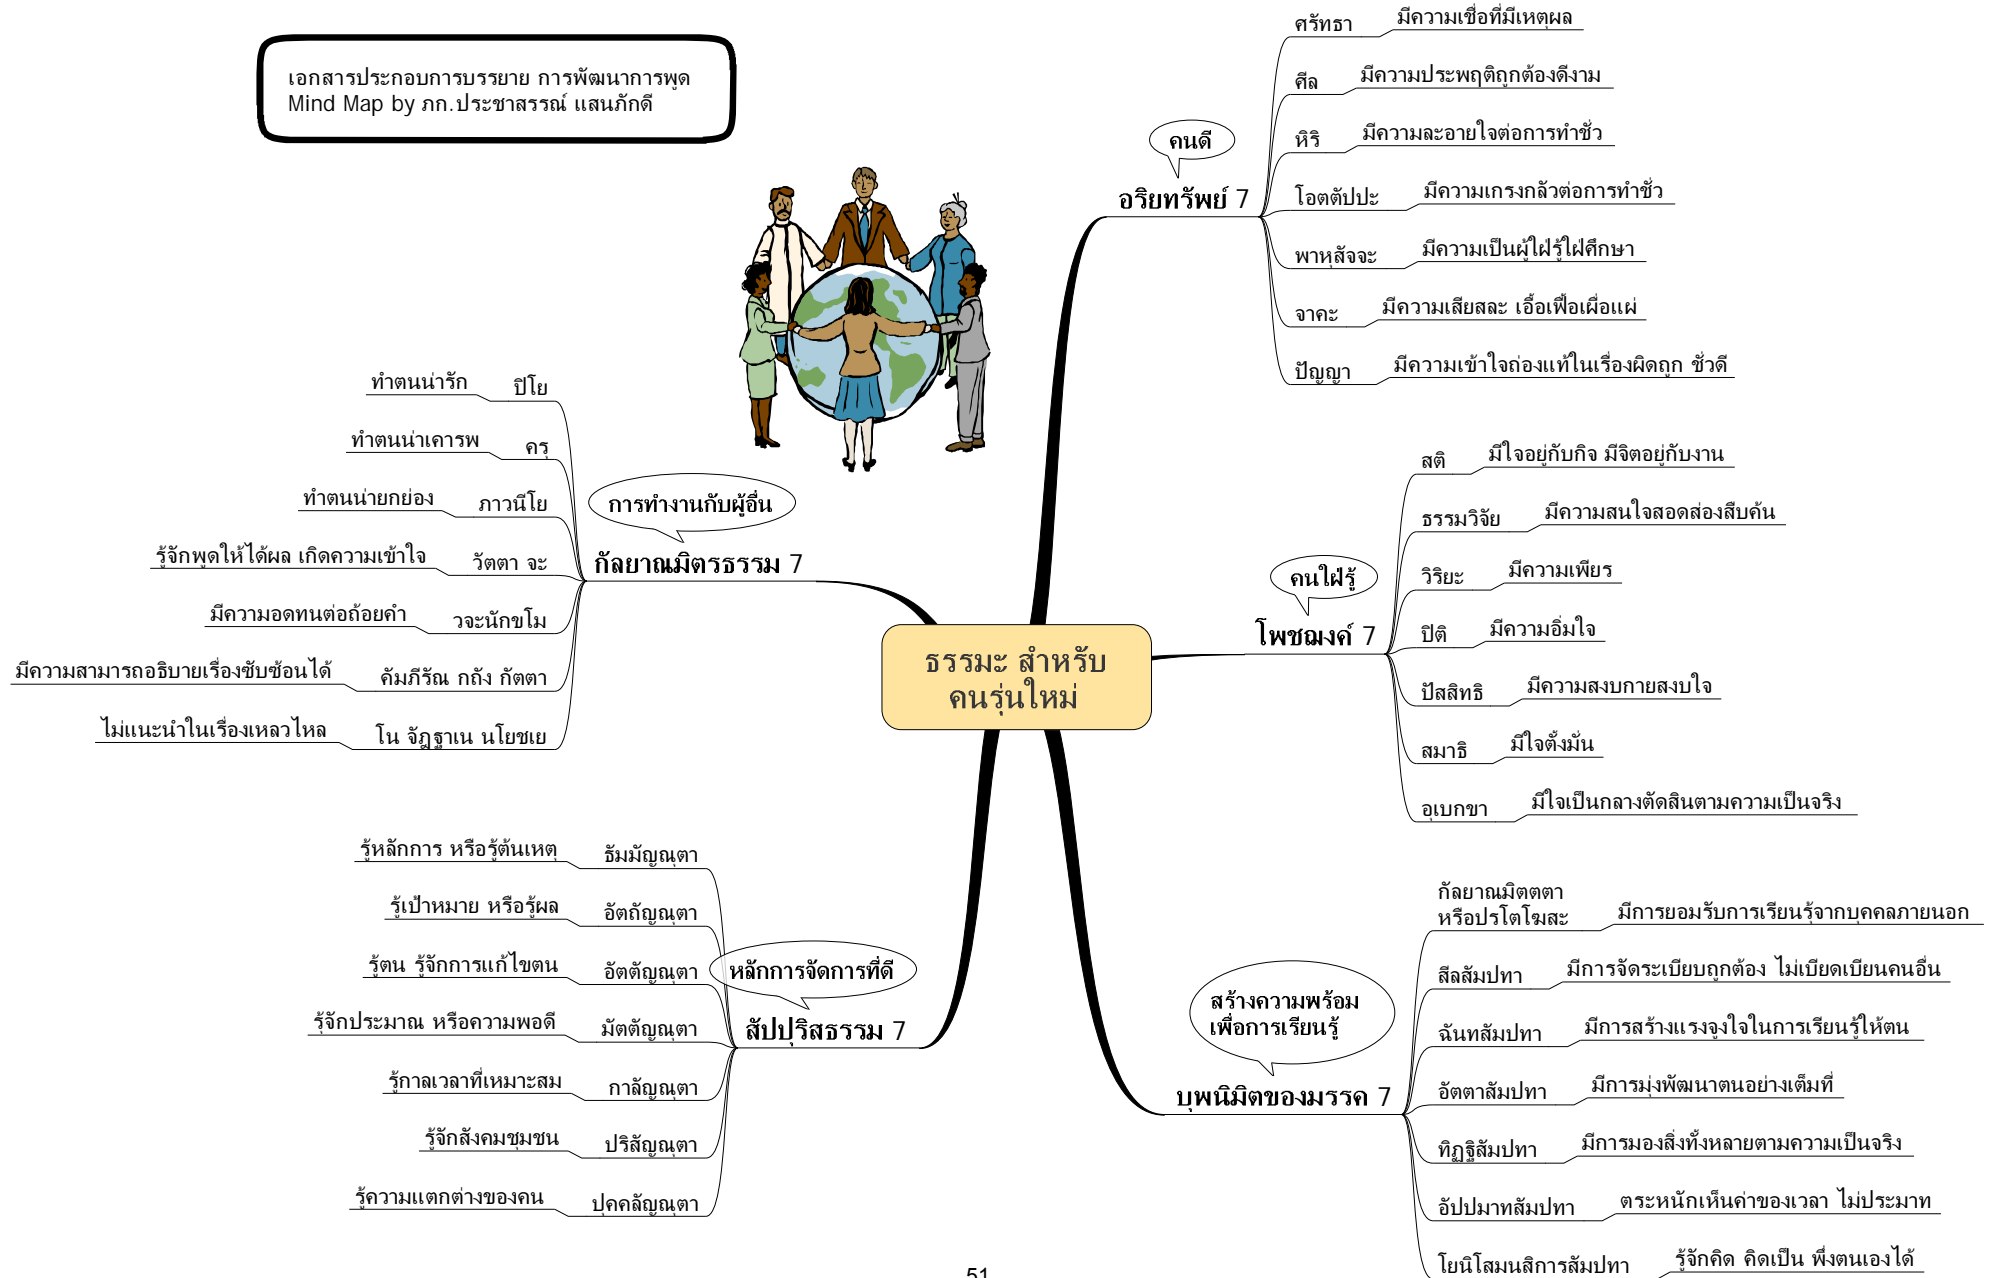 เอกสารประกอบการบรรยาย การพัฒนาการพูด
Mind Map by ภก.ประชาสรรณ์ แสนภักดี
ธรรมะ สำหรับ
คนรุ่นใหม่
คนดี
อริยทรัพย์ 7
ศรัทธา มีความเชื่อที่มีเหตุผล
ศีล มีความประพฤติถูกต้องดีงาม
หิริ มีความละอายใจต่อการทำชั่ว
โอตตัปปะ มีความเกรงกลัวต่อการทำชั่ว
พาหุสัจจะ มีความเป็นผู้ใฝ่รู้ใฝ่ศึกษา
จาคะ มีความเสียสละ เอื้อเฟื้อเผื่อแผ่
ปัญญา มีความเข้าใจถ่องแท้ในเรื่องผิดถูก ชั่วดี
คนใฝ่รู้
โพชฌงค์ 7
สติ มีใจอยู่กับกิจ มีจิตอยู่กับงาน
ธรรมวิจัย มีความสนใจสอดส่องสืบค้น
วิริยะ มีความเพียร
ปิติ มีความอิ่มใจ
ปัสสิทธิ มีความสงบกายสงบใจ
สมาธิ มีใจตั้งมั่น
อุเบกขา มีใจเป็นกลางตัดสินตามความเป็นจริง
สร้างความพร้อม
เพื่อการเรียนรู้
บุพนิมิตของมรรค 7
กัลยาณมิตตตา
หรือปรโตโฆสะ มีการยอมรับการเรียนรู้จากบุคคลภายนอก
สีลสัมปทา มีการจัดระเบียบถูกต้อง ไม่เบียดเบียนคนอื่น
ฉันทสัมปทา มีการสร้างแรงจูงใจในการเรียนรู้ให้ตน
อัตตาสัมปทา มีการมุ่งพัฒนาตนอย่างเต็มที่
ทิฏฐิสัมปทา มีการมองสิ่งทั้งหลายตามความเป็นจริง
อัปปมาทสัมปทา ตระหนักเห็นค่าของเวลา ไม่ประมาท
โยนิโสมนสิการสัมปทา รู้จักคิด คิดเป็น พึ่งตนเองได้
การทำงานกับผู้อื่น
กัลยาณมิตรธรรม 7
ทำตนน่ารัก ปิโย
ทำตนน่าเคารพ ครุ
ทำตนน่ายกย่อง ภาวนีโย
รู้จักพูดให้ได้ผล เกิดความเข้าใจ วัตตา จะ
มีความอดทนต่อถ้อยคำ วจะนักขโม
มีความสามารถอธิบายเรื่องซับซ้อนได้ คัมภีรัณ กถัง กัตตา
ไม่แนะนำในเรื่องเหลวไหล โน จัฎฐาเน นโยชเย
หลักการจัดการที่ดี
สัปปุริสธรรม 7
รู้หลักการ หรือรู้ต้นเหตุ ธัมมัญญุตา
รู้เป้าหมาย หรือรู้ผล อัตถัญญุตา
รู้ตน รู้จักการแก้ไขตน อัตตัญญุตา
รู้จักประมาณ หรือความพอดี มัตตัญญุตา
รู้กาลเวลาที่เหมาะสม กาลัญญุตา
รู้จักสังคมชุมชน ปริสัญญุตา
รู้ความแตกต่างของคน ปุคคลัญญุตา
51